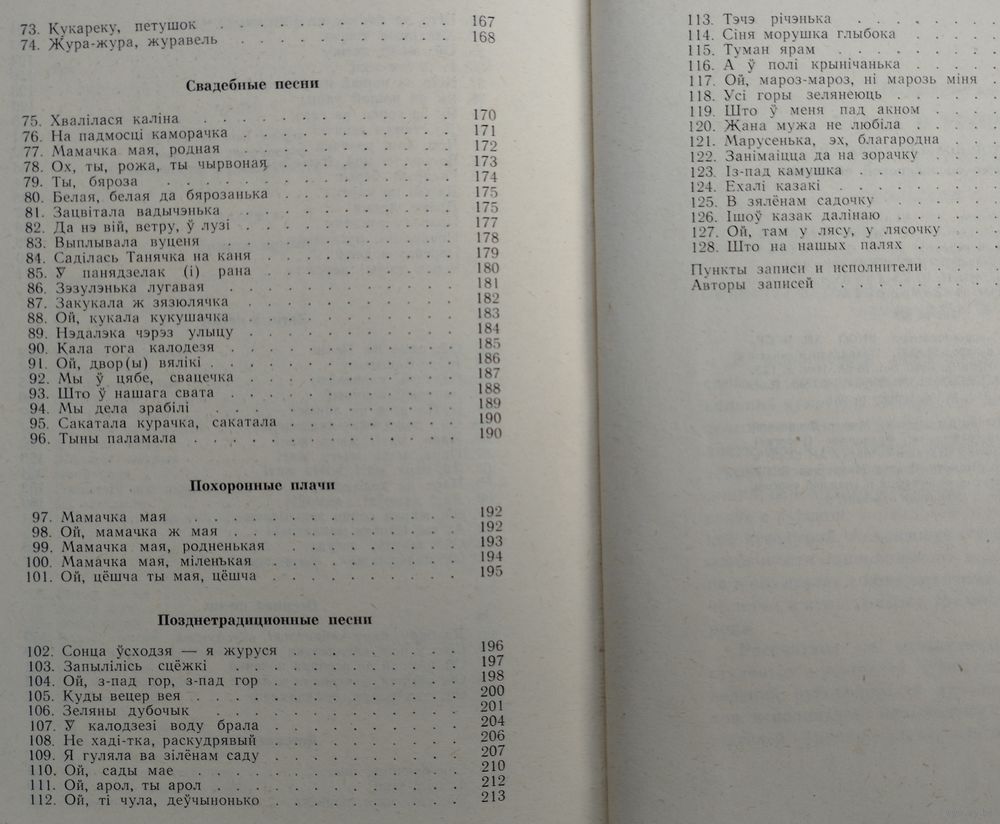 73. Кукареку, петушок . . . . . . . . . . 167
74. Жура-жура, журавель . . . . . . . . . 168
Свадебные песни
75. Хвалілася каліна . . . . . . . . . . 170
76. На падмосці каморачка . . . . . . . . 171
77. Мамачка мая, родная . . . . . . . . . 172
78. Ох, ты, рожа, ты чырвоная . . . . . . . 173
79. Ты, бяроза . . . . . . . . . . . . 174
80. Белая, белая да бярозанька . . . . . . . 175
81. Зацвітала вадычэнька . . . . . . . . . 175
82. Да нэ вій, ветру, ў лузі . . . . . . . . 177
83. Выплывала вуценя . . . . . . . . . . 178
84. Саділась Танячка на каня . . . . . . . . 179
85. У панядзелак (і) рана . . . . . . . . . 180
86. Зэзулэнька лугавая . . . . . . . . . . 181
87. Закукала ж зязюлячка . . . . . . . . . 182
88. Ой, кукала кукушачка . . . . . . . . . 183
89. Нэдалэка чэрэз улыцу . . . . . . . . . 184
90. Кала тога калодезя . . . . . . . . . . 185
91. Ой, двор(ы) вялікі . . . . . . . . . . 186
92. Мы ў цябе, свацечка . . . . . . . . . 187
93. Што ў нашага свата . . . . . . . . . . 188
94. Мы дела зрабілі . . . . . . . . . . 189
95. Сакатала курачка, сакатала . . . . . . . 190
96. Тыны паламала . . . . . . . . . . . 190
Похоронные плачи
97. Мамачка мая . . . . . . . . . . . . 192
98. Ой, мамачка ж мая . . . . . . . . . . 192
99. Мамачка мая, родненькая . . . . . . . . 193
100. Мамачка мая, міленькая . . . . . . . . 194
101. Ой, цёшча ты мая, цёшча . . . . . . . . 195
Позднетрадиционные песни
102. Сонца ўсходзя — я журуся . . . . . . . 196
103. Запылілісь сцёжкі . . . . . . . . . . 197
104. Ой, з-пад гор, з-пад гор . . . . . . . . 198
105. Куды вецер вея . . . . . . . . . . . 200
106. Зеляны дубочык . . . . . . . . . . . 201
107. У калодзезі воду брала . . . . . . . . 204
108. Не хаді-тка, раскудрявый . . . . . . . . 206
109. Я гуляла ва зілёнам саду . . . . . . . . 207
110. Ой, сады мае . . . . . . . . . . . . 210
111. Ой, арол, ты арол . . . . . . . . . . 212
112. Ой, ті чула, деўчынонько . . . . . . . . 213
113. Тэчэ річэнька . . . . . .
114. Сіня морушка глыбока . . . .
115. Туман ярам . . . . . . .
116. А ў полі крынічанька . . . . .
117. Ой, мароз-мароз, ні марозь міня .
118. Усі горы зелянеюць . . . . .
119. Што ў меня пад акном . . . .
120. Жана мужа не любіла . . . . .
121. Марусенька, эх, благародна . . .
122. Занімаіцца да на зорачку . . . .
123. Із-пад камушка . . . . . . .
124. Ехалі казакі . . . . . . .
125. В зялёнам садочку . . . . .
126. Ішоў казак далінаю . . . . .
127. Ой, там у лясу, у лясочку . . .
128. Што на нашых палях . . . . .
Пункты записи и исполнители . . . .
Авторы записей . . . . . . .